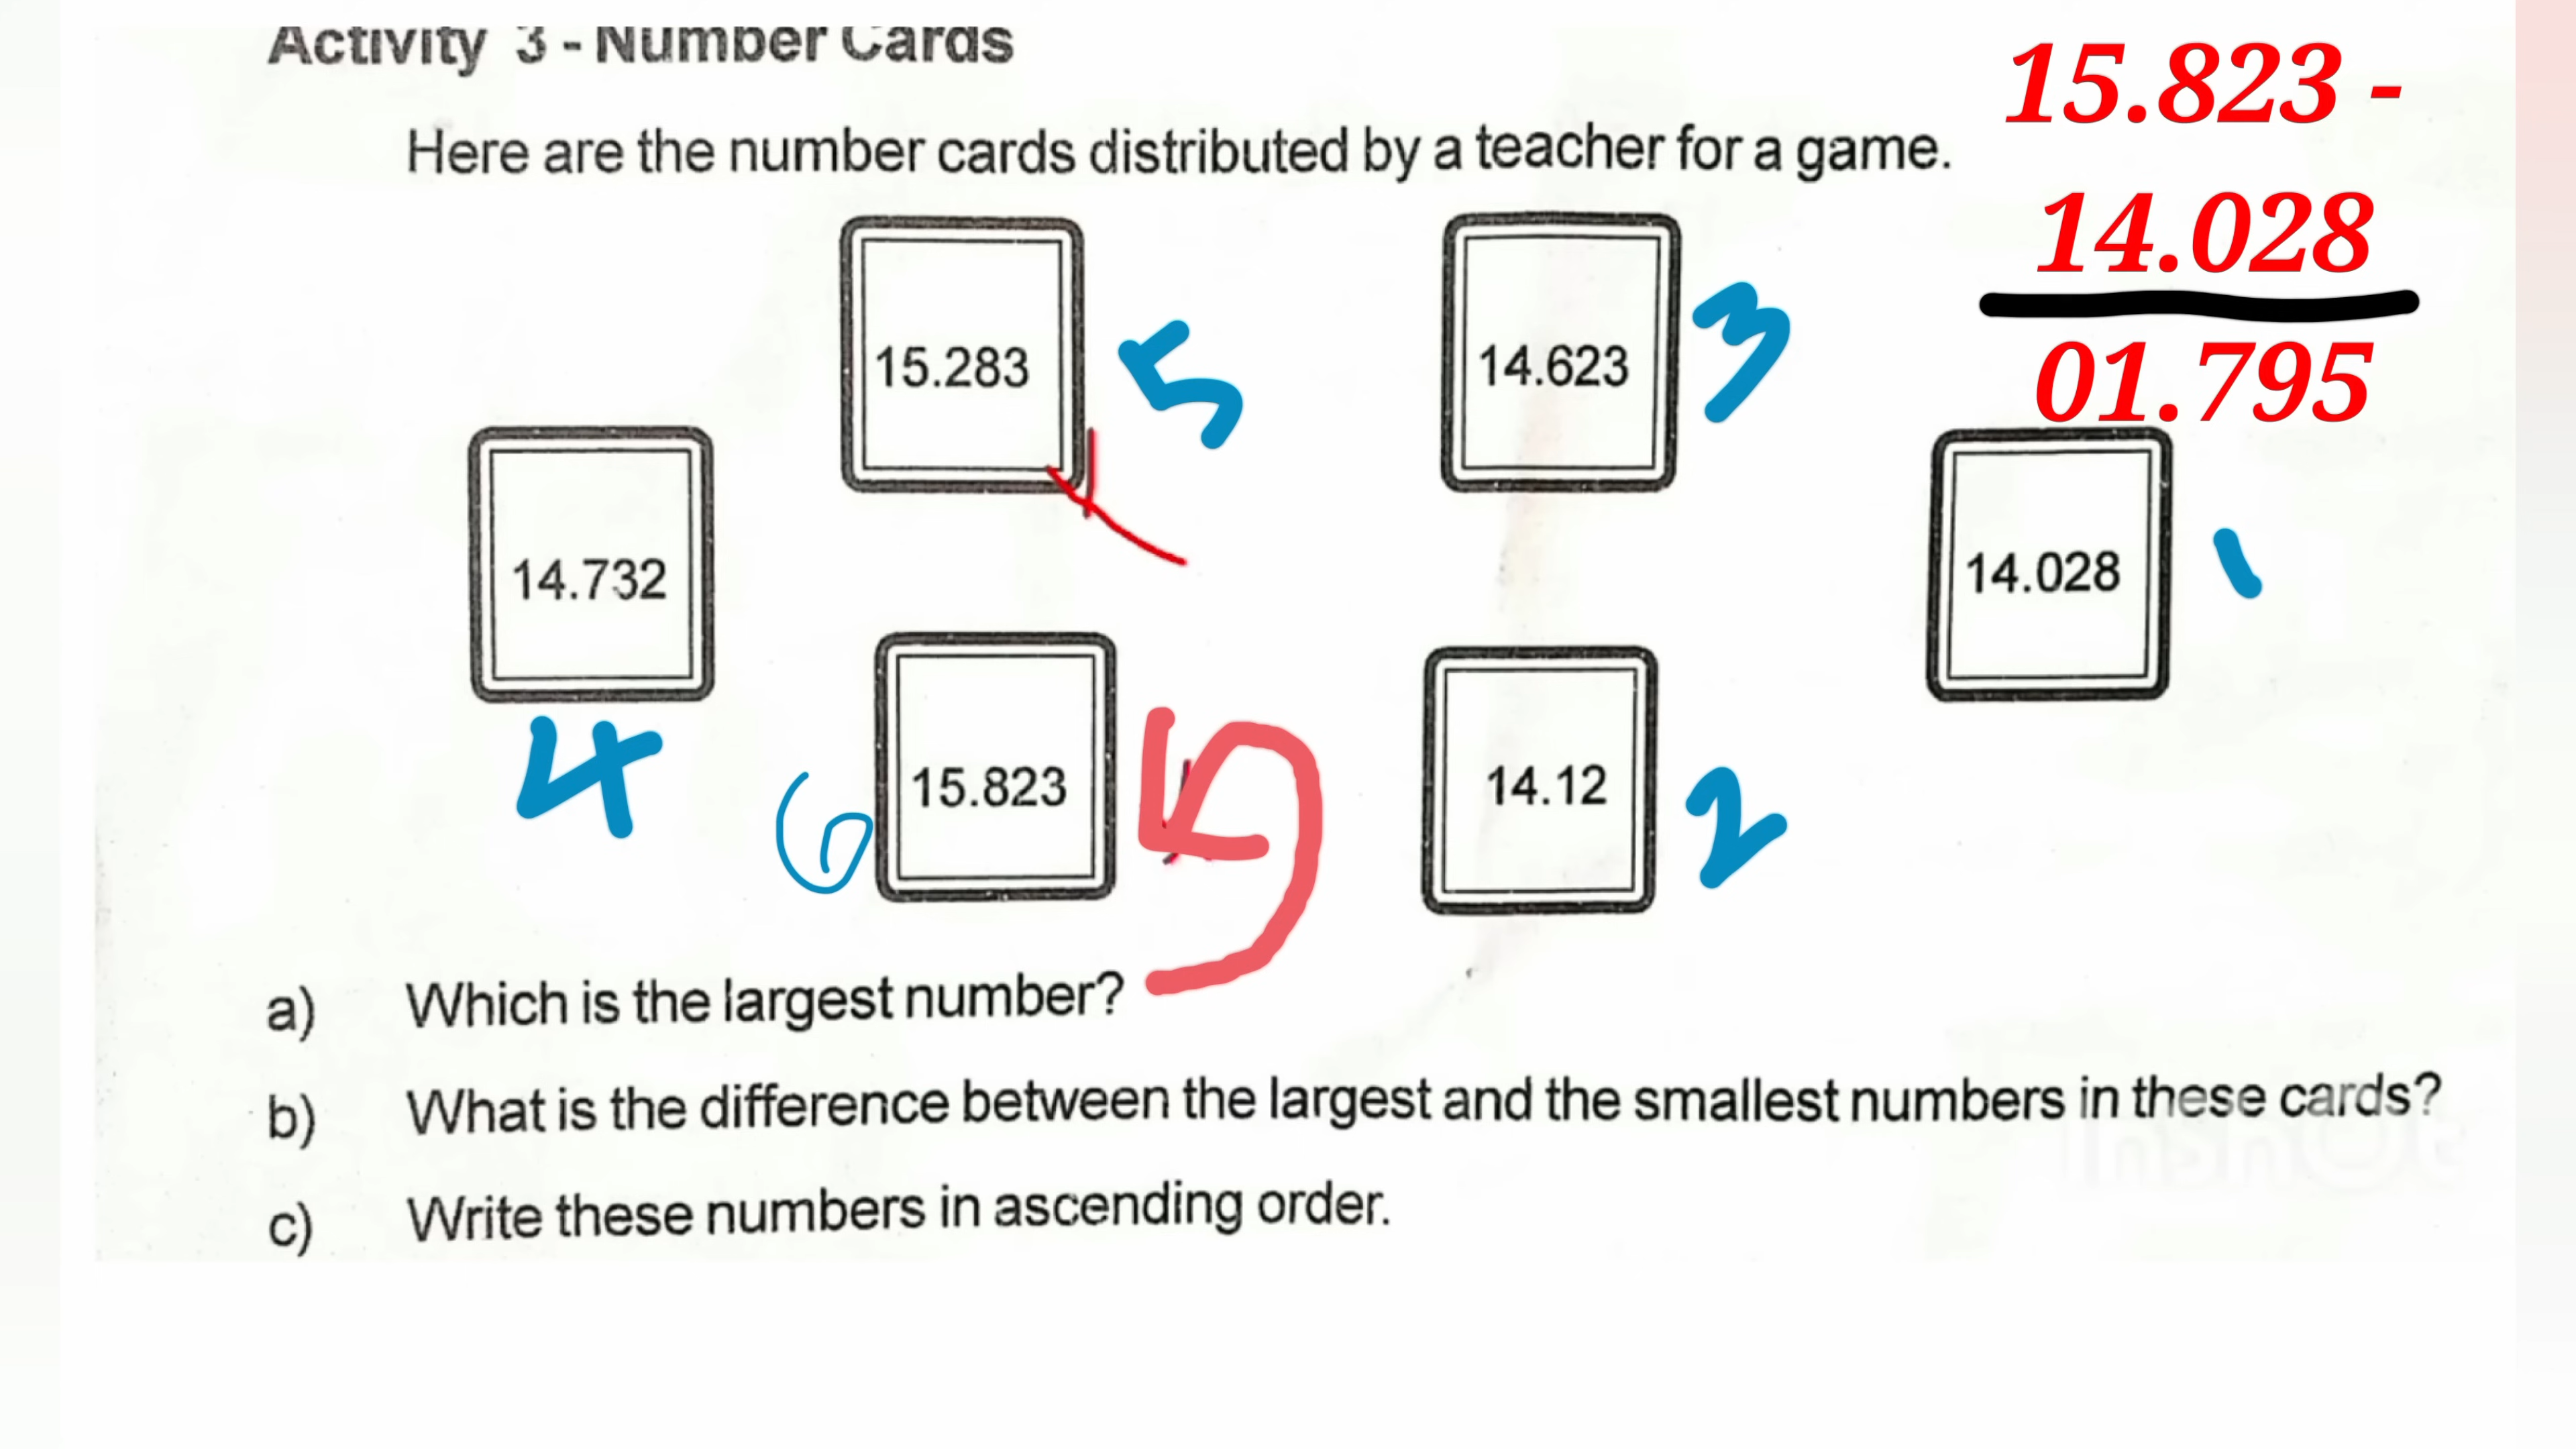 Activity 3 - Number Cards
15.823 -
Here are the number cards distributed by a teacher for a game.
14.028
01.795
15.283
5
14.623
3
14.732
4
14.028
1
6
15.823
14.12
2
a) Which is the largest number?
b) What is the difference between the largest and the smallest numbers in these cards?
c) Write these numbers in ascending order.
InShOt